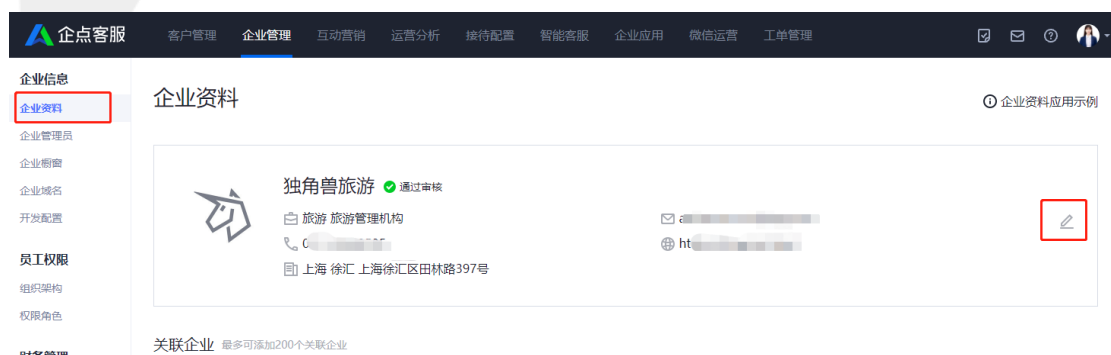 企点客服 客户管理 企业管理 互动营销 运营分析 接待配置 智能客服 企业应用 微信运营 工单管理
企业信息
企业资料
企业管理员
企业橱窗
企业域名
开发配置
员工权限
组织架构
权限角色
财务管理
企业资料 企业资料应用示例
独角兽旅游 通过审核
旅游 旅游管理机构
ht
上海 徐汇 上海徐汇区田林路397号
关联企业 最多可添加200个关联企业